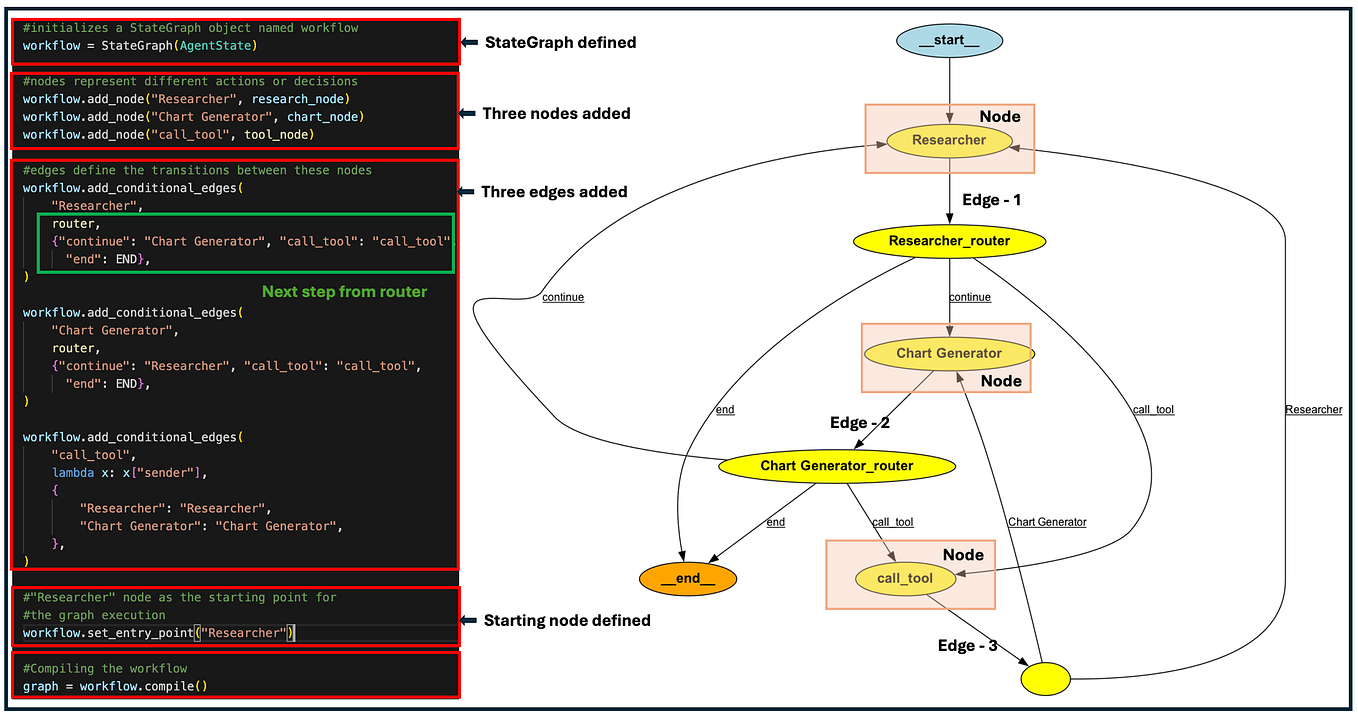 #initializes a StateGraph object named workflow
workflow = StateGraph(AgentState)
StateGraph defined
#nodes represent different actions or decisions
workflow.add_node("Researcher", research_node)
workflow.add_node("Chart Generator", chart_node)
workflow.add_node("call_tool", tool_node)
Three nodes added
#edges define the transitions between these nodes
workflow.add_conditional_edges(
"Researcher",
router,
{"continue": "Chart Generator", "call_tool": "call_tool"
"end": END},
)
Three edges added
Next step from router
workflow.add_conditional_edges(
"Chart Generator",
router,
{"continue": "Researcher", "call_tool": "call_tool",
"end": END},
)
workflow.add_conditional_edges(
"call_tool",
lambda x: x["sender"],
{
"Researcher": "Researcher",
"Chart Generator": "Chart Generator",
},
)
#"Researcher" node as the starting point for
#the graph execution
workflow.set_entry_point("Researcher")
Starting node defined
#Compiling the workflow
graph = workflow.compile()
__start__
Node
Researcher
Edge - 1
Researcher_router
continue
continue
Chart Generator
Node
end
call_tool
Researcher
Edge - 2
Chart Generator_router
end
call_tool
Chart Generator
Node
__end__
call_tool
Edge - 3